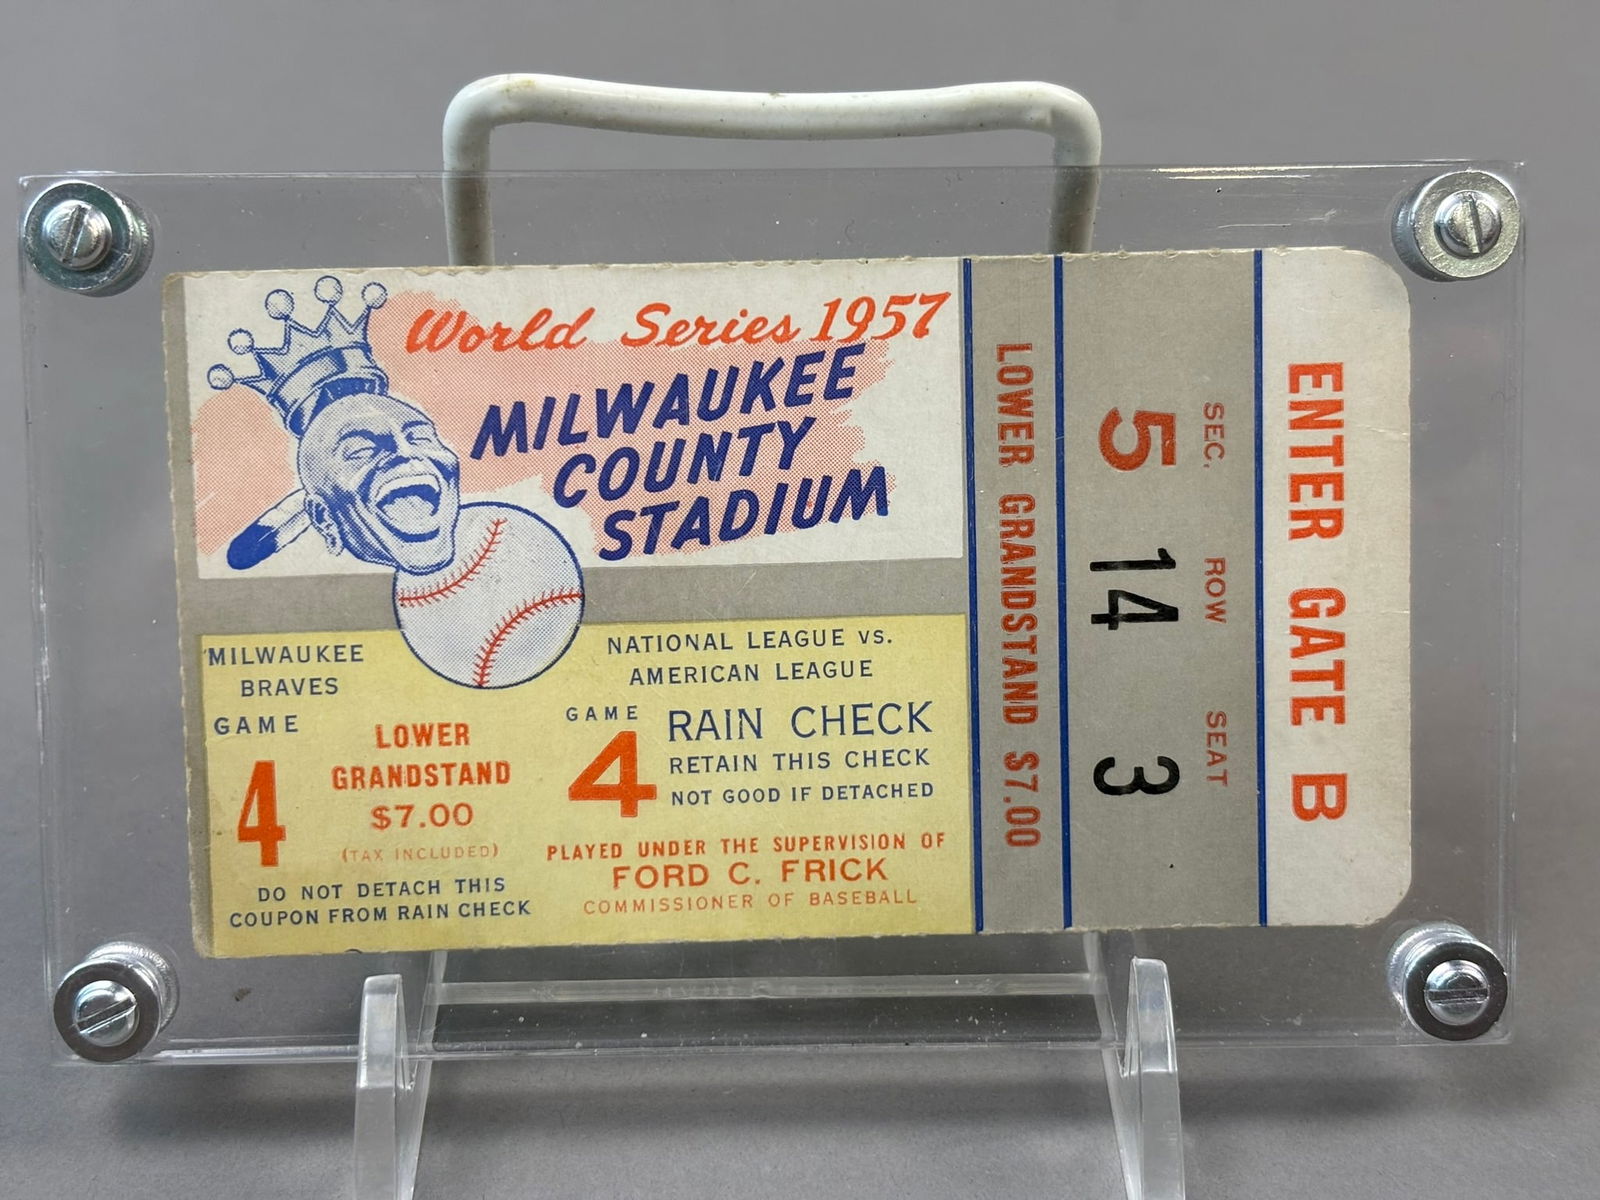 World Series 1957
MILWAUKEE
COUNTY
STADIUM
MILWAUKEE
BRAVES
GAME
4
LOWER
GRANDSTAND
$7.00
(TAX INCLUDED)
DO NOT DETACH THIS
COUPON FROM RAIN CHECK
NATIONAL LEAGUE vs.
AMERICAN LEAGUE
GAME
4
RAIN CHECK
RETAIN THIS CHECK
NOT GOOD IF DETACHED
PLAYED UNDER THE SUPERVISION OF
FORD C. FRICK
COMMISSIONER OF BASEBALL
LOWER GRANDSTAND $7.00
SEC. ROW SEAT
5 14 3
ENTER GATE B